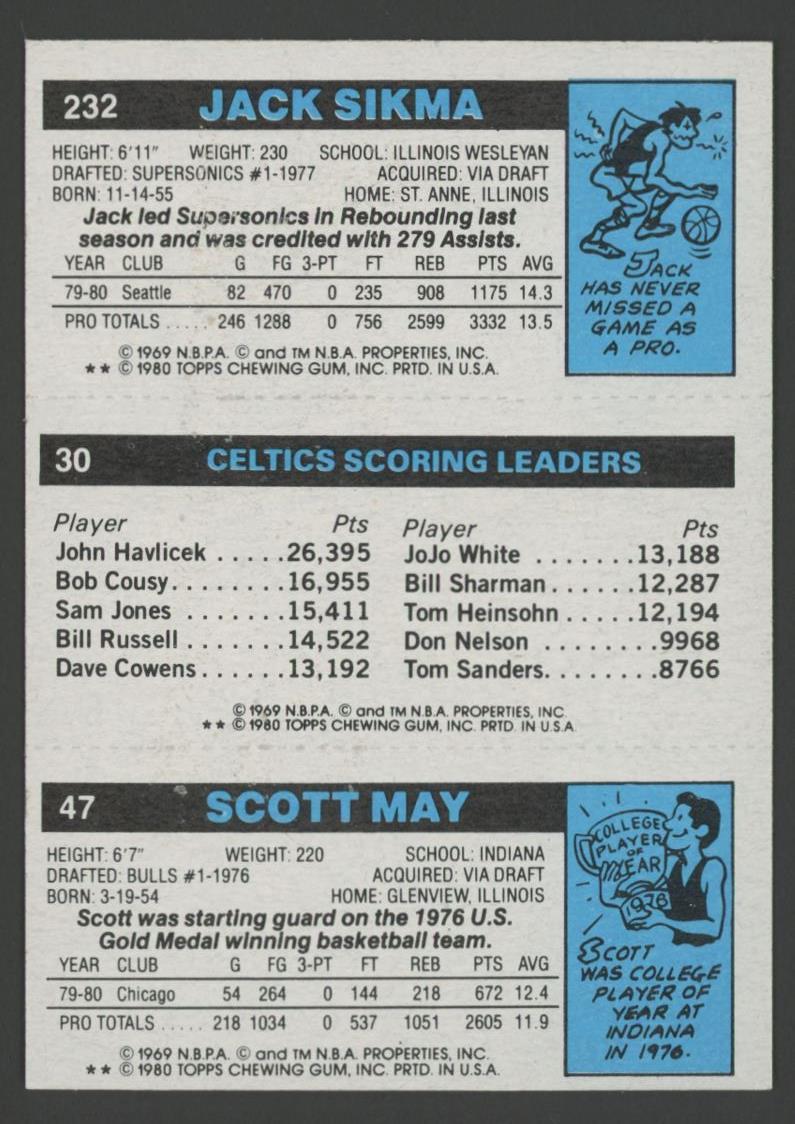 232 JACK SIKMA
HEIGHT: 6'11" WEIGHT: 230 SCHOOL: ILLINOIS WESLEYAN
DRAFTED: SUPERSONICS #1-1977 ACQUIRED: VIA DRAFT
BORN: 11-14-55 HOME: ST. ANNE, ILLINOIS
Jack led Supersonics in Rebounding last
season and was credited with 279 Assists.
YEAR CLUB G FG 3-PT FT REB PTS AVG
79-80 Seattle 82 470 0 235 908 1175 14.3
PRO TOTALS ..... 246 1288 0 756 2599 3332 13.5
© 1969 N.B.P.A. © and TM N.B.A. PROPERTIES, INC.
** © 1980 TOPPS CHEWING GUM, INC. PRTD. IN U.S.A.
JACK
HAS NEVER
MISSED A
GAME AS
A PRO.
30 CELTICS SCORING LEADERS
Player Pts Player Pts
John Havlicek .....26,395 JoJo White .......13,188
Bob Cousy........16,955 Bill Sharman......12,287
Sam Jones .......15,411 Tom Heinsohn.....12,194
Bill Russell.......14,522 Don Nelson ........9968
Dave Cowens......13,192 Tom Sanders........8766
© 1969 N.B.P.A. © and TM N.B.A. PROPERTIES, INC.
** © 1980 TOPPS CHEWING GUM, INC. PRTD. IN U.S.A.
47 SCOTT MAY
HEIGHT: 6'7" WEIGHT: 220 SCHOOL: INDIANA
DRAFTED: BULLS #1-1976 ACQUIRED: VIA DRAFT
BORN: 3-19-54 HOME: GLENVIEW, ILLINOIS
Scott was starting guard on the 1976 U.S.
Gold Medal winning basketball team.
YEAR CLUB G FG 3-PT FT REB PTS AVG
79-80 Chicago 54 264 0 144 218 672 12.4
PRO TOTALS ..... 218 1034 0 537 1051 2605 11.9
© 1969 N.B.P.A. © and TM N.B.A. PROPERTIES, INC.
** © 1980 TOPPS CHEWING GUM, INC. PRTD. IN U.S.A.
COLLEGE
PLAYER
OF
YEAR
1976
SCOTT
WAS COLLEGE
PLAYER OF
YEAR AT
INDIANA
IN 1976.